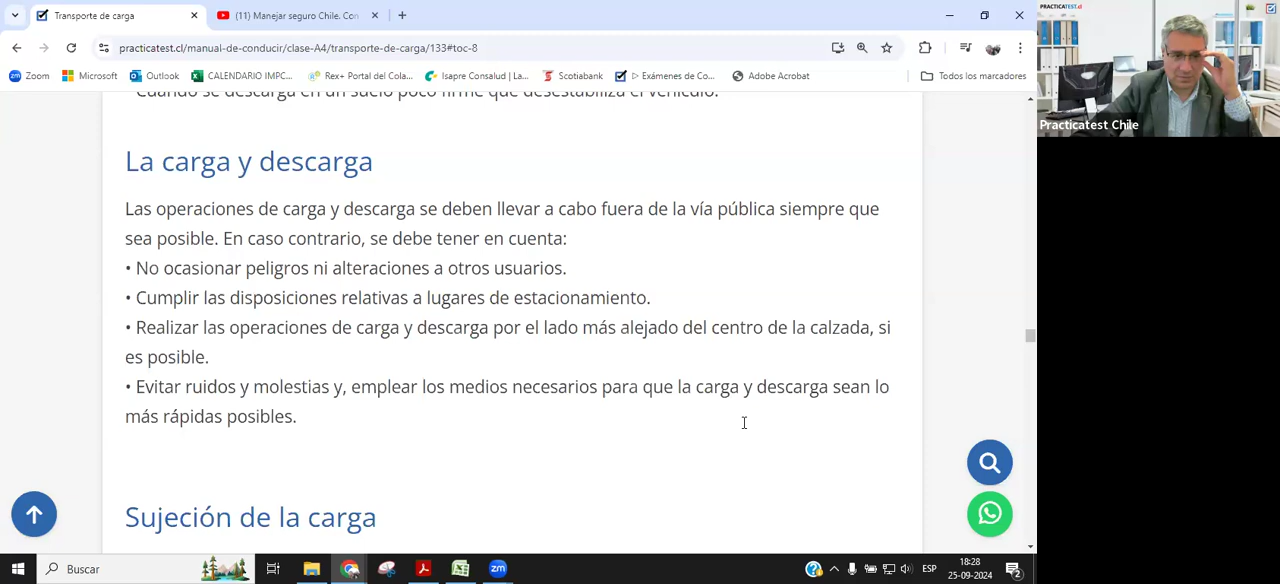 Transporte de carga
(11) Manejar seguro Chile. Con
practicatest.cl/manual-de-conducir/clase-A4/transporte-de-carga/133#toc-8
Zoom
Microsoft
Outlook
CALENDARIO IMPC...
Rex+: Portal del Cola...
Isapre Consalud | La...
Scotiabank
▷ Exámenes de Co...
Adobe Acrobat
Todos los marcadores
• Cuando se descarga en un suelo poco firme que desestabiliza el vehículo.
La carga y descarga
Las operaciones de carga y descarga se deben llevar a cabo fuera de la vía pública siempre que
sea posible. En caso contrario, se debe tener en cuenta:
• No ocasionar peligros ni alteraciones a otros usuarios.
• Cumplir las disposiciones relativas a lugares de estacionamiento.
• Realizar las operaciones de carga y descarga por el lado más alejado del centro de la calzada, si
es posible.
• Evitar ruidos y molestias y, emplear los medios necesarios para que la carga y descarga sean lo
más rápidas posibles.
Sujeción de la carga
PRACTICATEST.cl
Practicatest Chile
Buscar
zm
ESP
18:28
25-09-2024
2